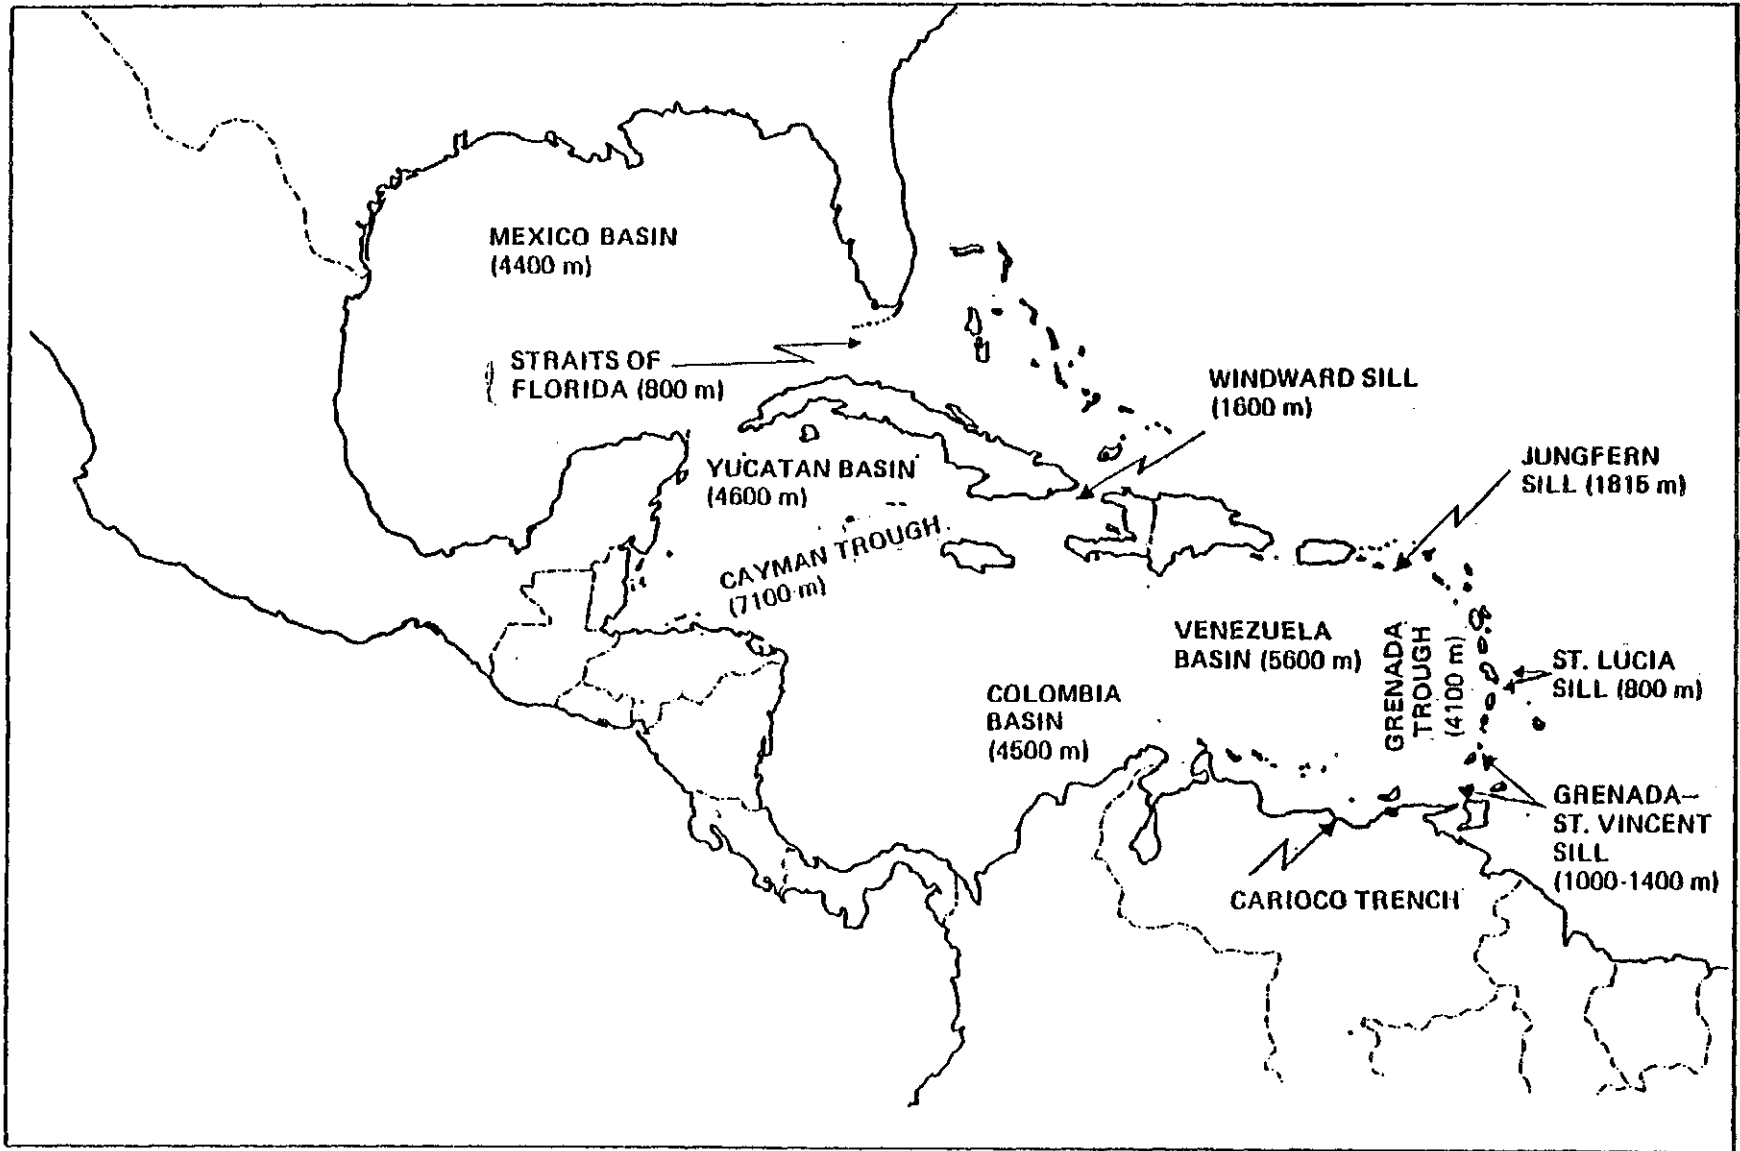 MEXICO BASIN
(4400 m)
STRAITS OF
FLORIDA (800 m)
WINDWARD SILL
(1600 m)
YUCATAN BASIN
(4600 m)
JUNGFERN
SILL (1815 m)
CAYMAN TROUGH
(7100 m)
VENEZUELA
BASIN (5600 m)
GRENADA
TROUGH
(4100 m)
ST. LUCIA
SILL (800 m)
COLOMBIA
BASIN
(4500 m)
GRENADA–
ST. VINCENT
SILL
(1000-1400 m)
CARIOCO TRENCH